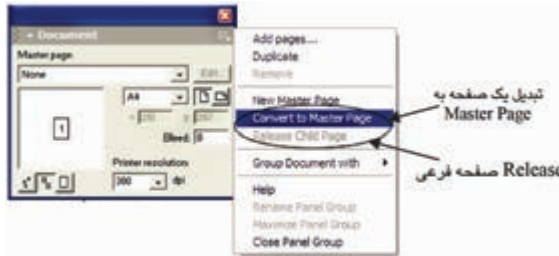 Document
Master page
None
Edit...
A4
x
y
Bleed: 0
1
Printer resolution
300 dpi
Add pages...
Duplicate
Remove
New Master Page
Convert to Master Page
Release Child Page
Group Document with
Help
Rename Panel Group
Maximize Panel Group
Close Panel Group
تبدیل یک صفحه به
Master Page
Release صفحه فرعی